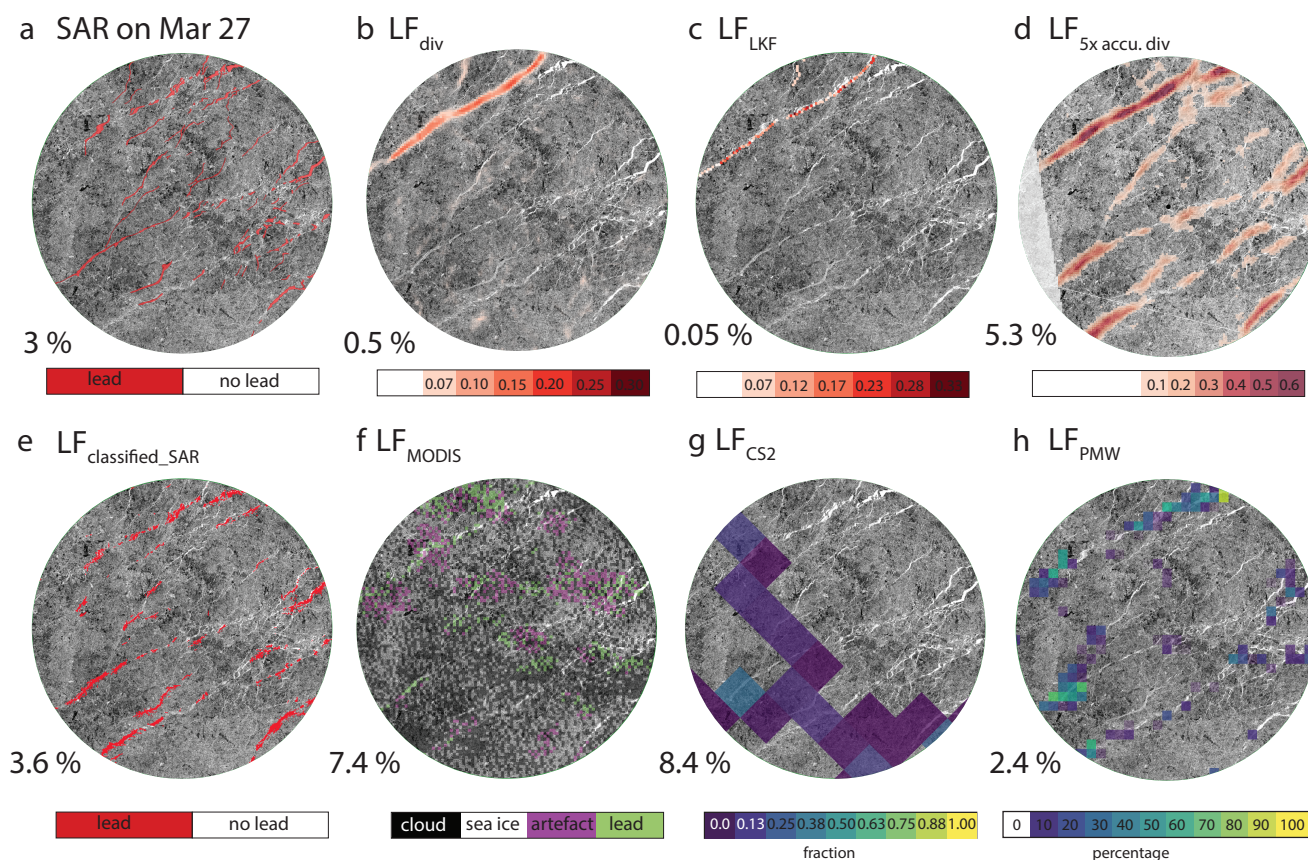 a SAR on Mar 27
b LFdiv
c LFLKF
d LF5x accu. div
3 %
0.5 %
0.05 %
5.3 %
lead no lead
0.07 0.10 0.15 0.20 0.25 0.30
0.07 0.12 0.17 0.23 0.28 0.33
0.1 0.2 0.3 0.4 0.5 0.6
e LFclassified_SAR
f LFMODIS
g LFCS2
h LFPMW
3.6 %
7.4 %
8.4 %
2.4 %
lead no lead
cloud sea ice artefact lead
0.0 0.13 0.25 0.38 0.50 0.63 0.75 0.88 1.00
fraction
0 10 20 30 40 50 60 70 80 90 100
percentage